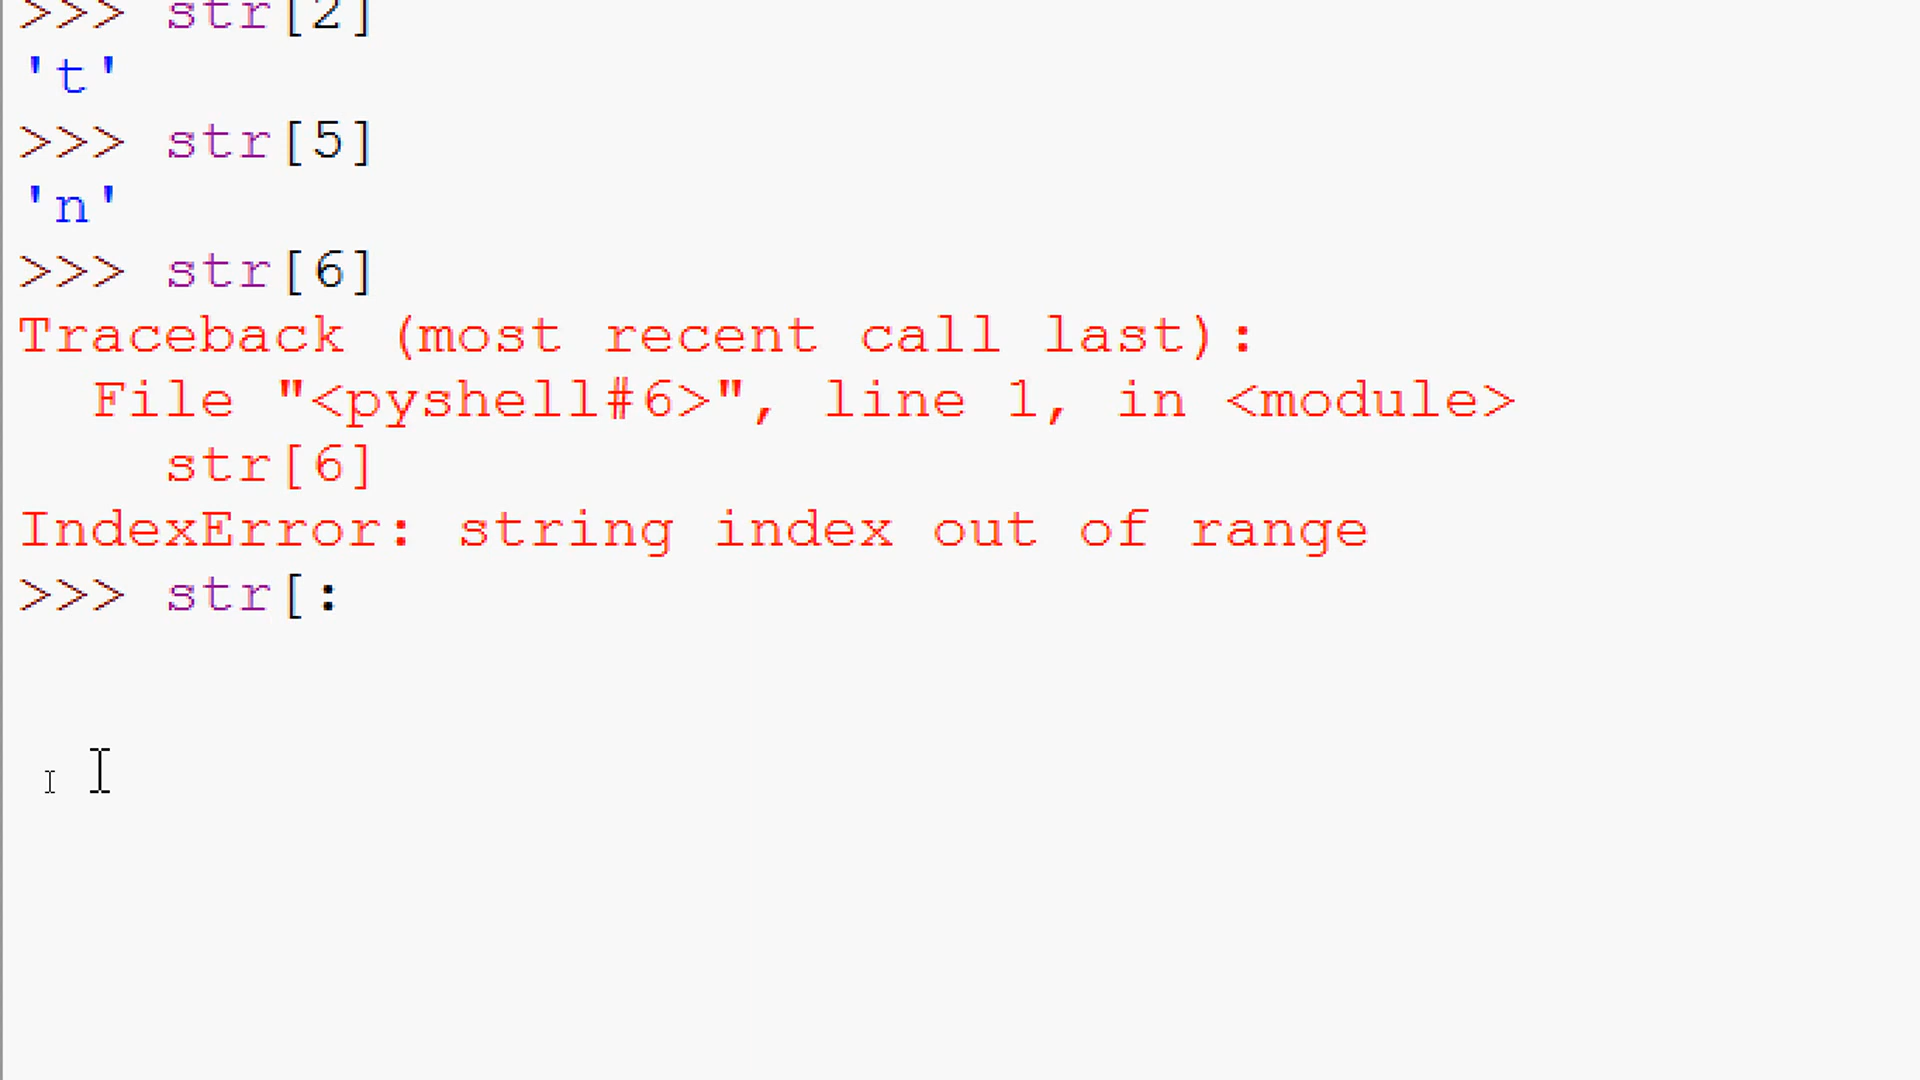 >>> str[2]
't'
>>> str[5]
'n'
>>> str[6]
Traceback (most recent call last):
  File "<pyshell#6>", line 1, in <module>
    str[6]
IndexError: string index out of range
>>> str[: